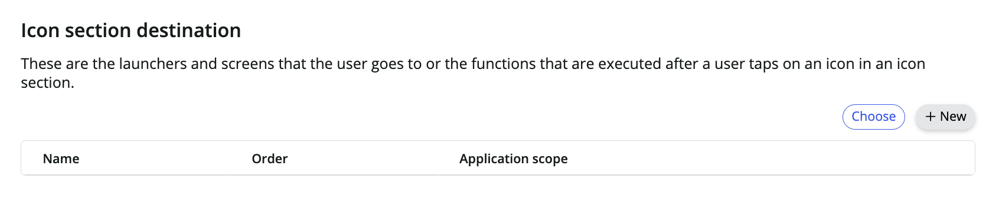 Icon section destination
These are the launchers and screens that the user goes to or the functions that are executed after a user taps on an icon in an icon
section.
Choose + New
Name Order Application scope